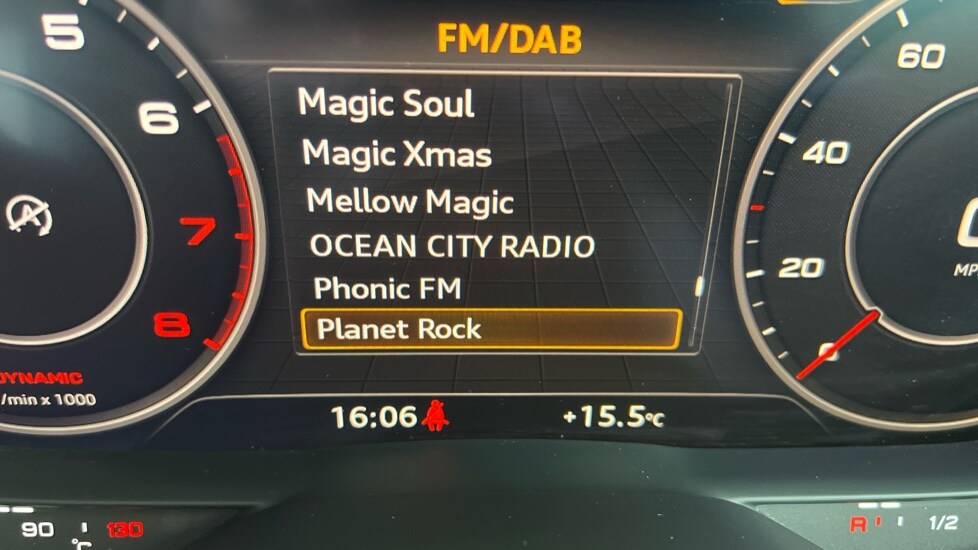 FM/DAB
Magic Soul
Magic Xmas
Mellow Magic
OCEAN CITY RADIO
Phonic FM
Planet Rock
16:06
+15.5°C
5
6
7
8
A
DYNAMIC
/min x 1000
60
40
20
0
MP
90
130
°C
R
1/2